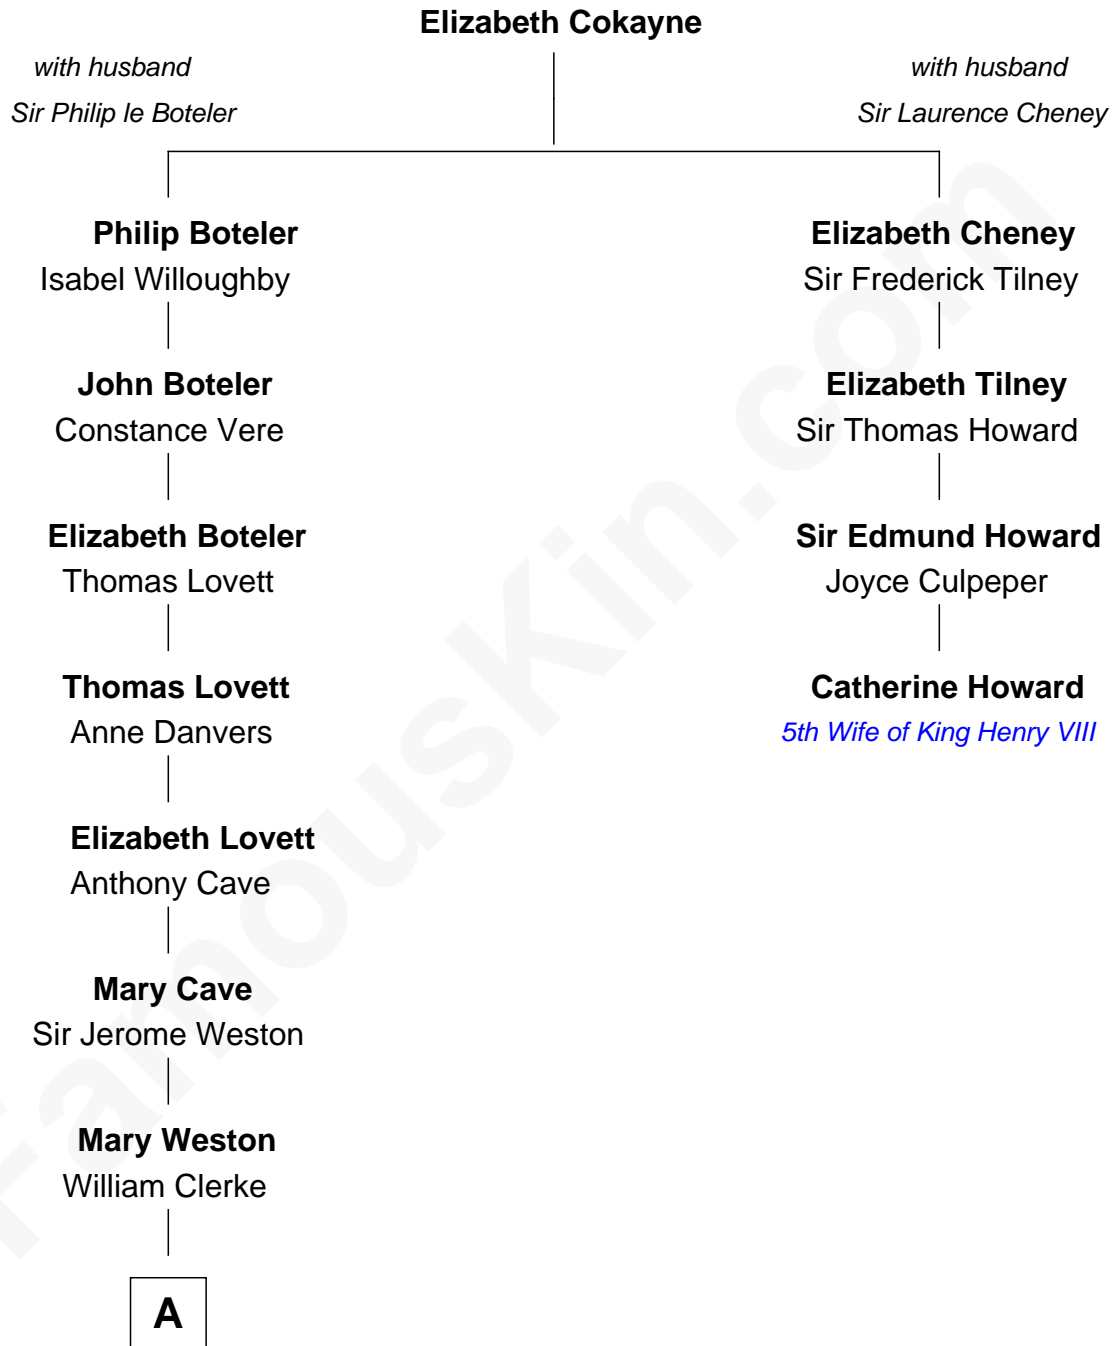 Elizabeth Cokayne
with husband
Sir Philip le Boteler
with husband
Sir Laurence Cheney
Philip Boteler
Isabel Willoughby
Elizabeth Cheney
Sir Frederick Tilney
John Boteler
Constance Vere
Elizabeth Tilney
Sir Thomas Howard
Elizabeth Boteler
Thomas Lovett
Sir Edmund Howard
Joyce Culpeper
Thomas Lovett
Anne Danvers
Catherine Howard
5th Wife of King Henry VIII
Elizabeth Lovett
Anthony Cave
Mary Cave
Sir Jerome Weston
Mary Weston
William Clerke
A
FamousKin.com